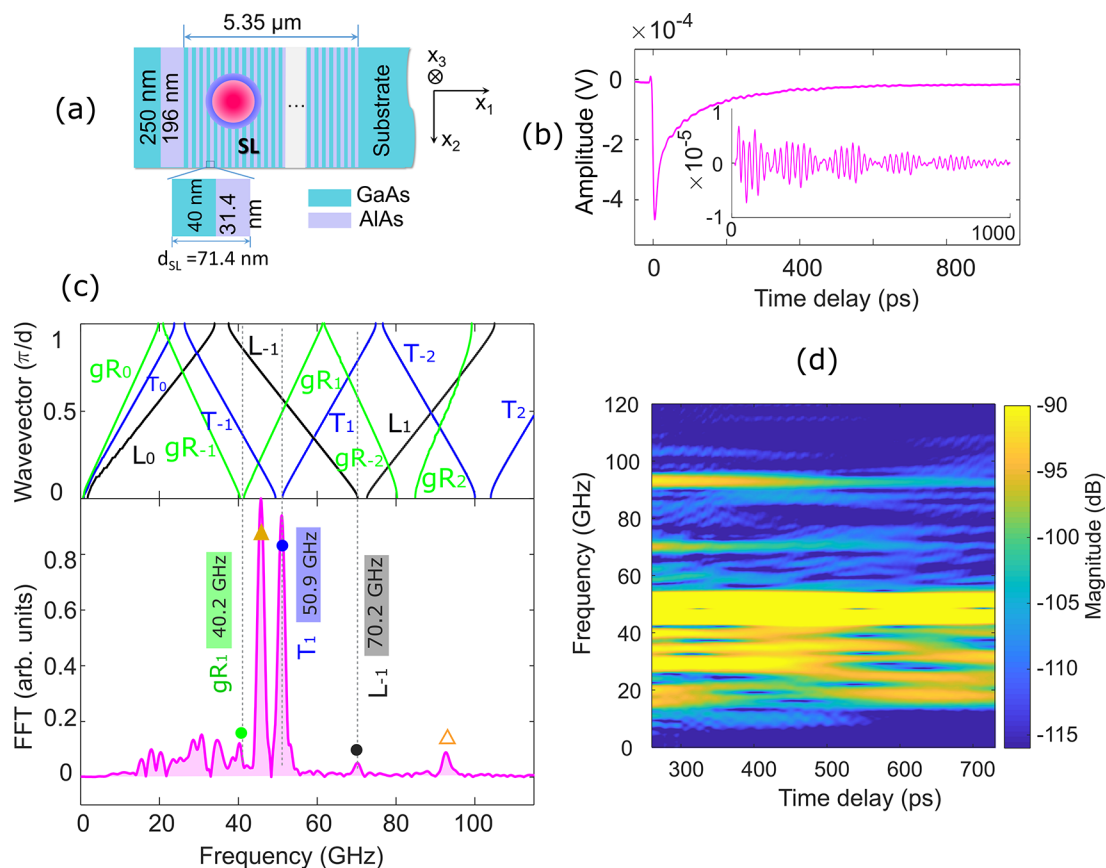 5.35 μm
(a)
250 nm
196 nm
SL
...
Substrate
x3
x1
x2
40 nm
31.4 nm
dSL =71.4 nm
GaAs
AlAs
(b)
×10-4
0
-2
-4
Amplitude (V)
0
400
800
Time delay (ps)
×10-5
1
0
-1
0
1000
(c)
Wavevector (π/d)
1
0.5
0
gR0
T0
L0
gR-1
T-1
L-1
gR1
T1
gR-2
L1
T-2
gR2
T2
FFT (arb. units)
0.8
0.6
0.4
0.2
0
gR1
40.2 GHz
T1
50.9 GHz
L-1
70.2 GHz
0
20
40
60
80
100
Frequency (GHz)
(d)
Frequency (GHz)
120
100
80
60
40
20
0
300
400
500
600
700
Time delay (ps)
-90
-95
-100
-105
-110
-115
Magnitude (dB)